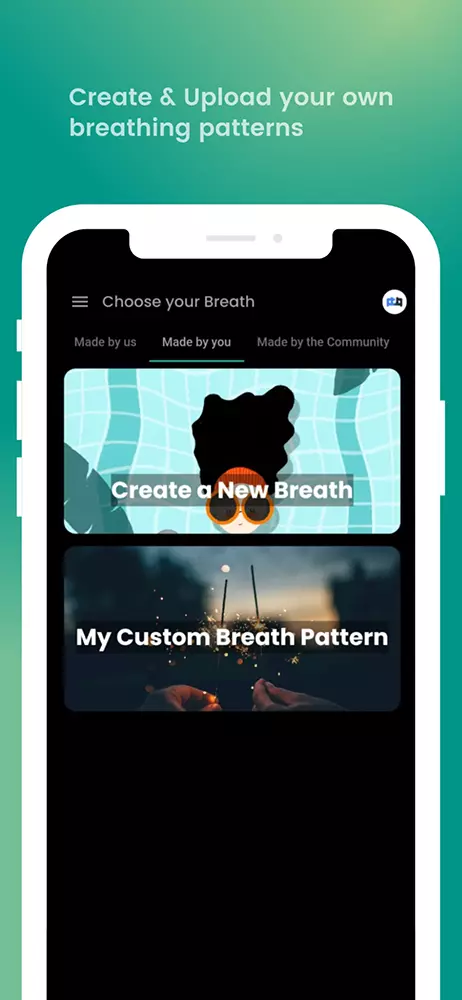 Create & Upload your own
breathing patterns
Choose your Breath
Made by us Made by you Made by the Community
Create a New Breath
My Custom Breath Pattern